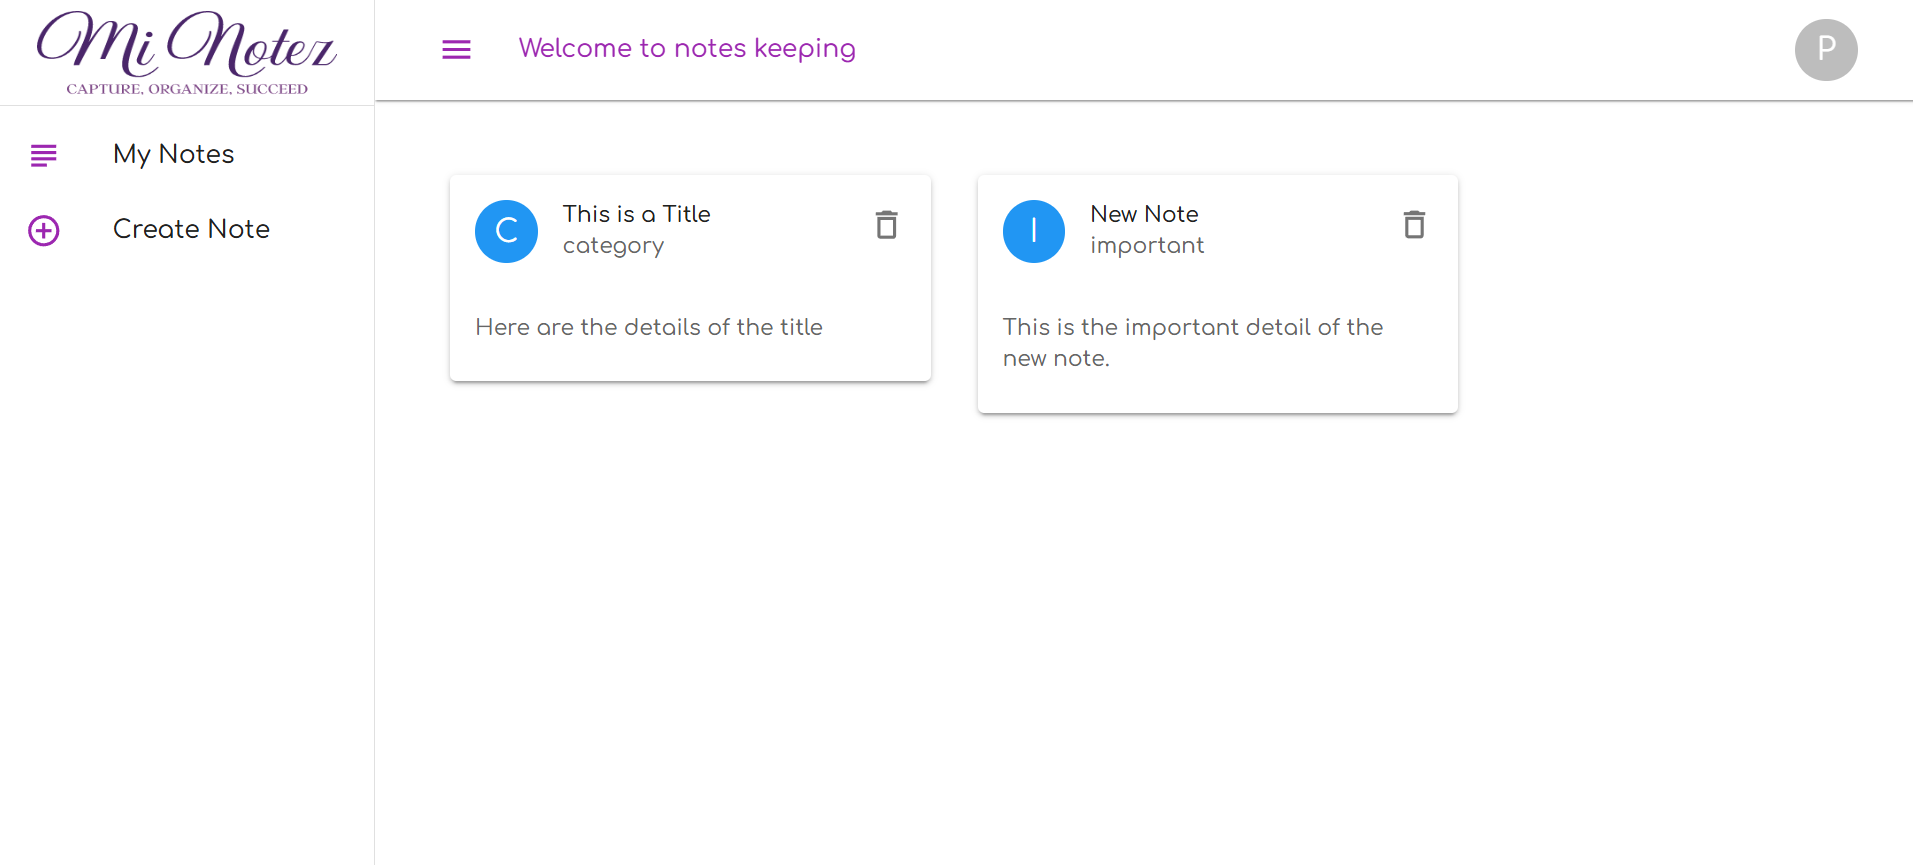 Mi Notez
CAPTURE, ORGANIZE, SUCCEED
My Notes
Create Note
Welcome to notes keeping
P
C
This is a Title
category
Here are the details of the title
I
New Note
important
This is the important detail of the
new note.